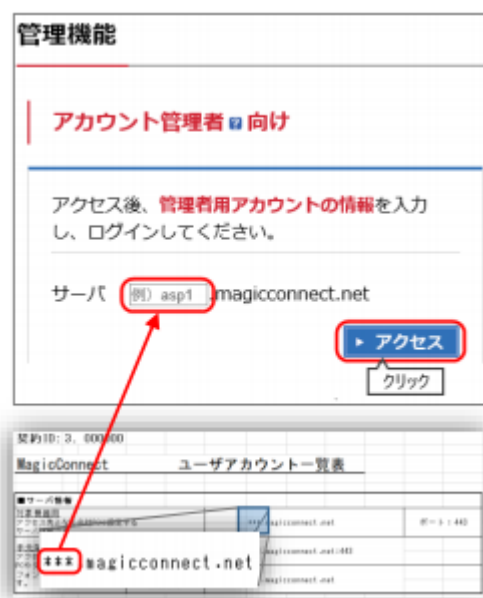 管理機能
アカウント管理者 向け
アクセス後、管理者用アカウントの情報を入力
し、ログインしてください。
サーバ 例）asp1 .magicconnect.net
アクセス
クリック
契約ID:3, 000000
MagicConnect ユーザアカウント一覧表
■サーバ情報
magicconnect.net ポート:443
magicconnect.net:443
***magicconnect.net
magicconnect.net